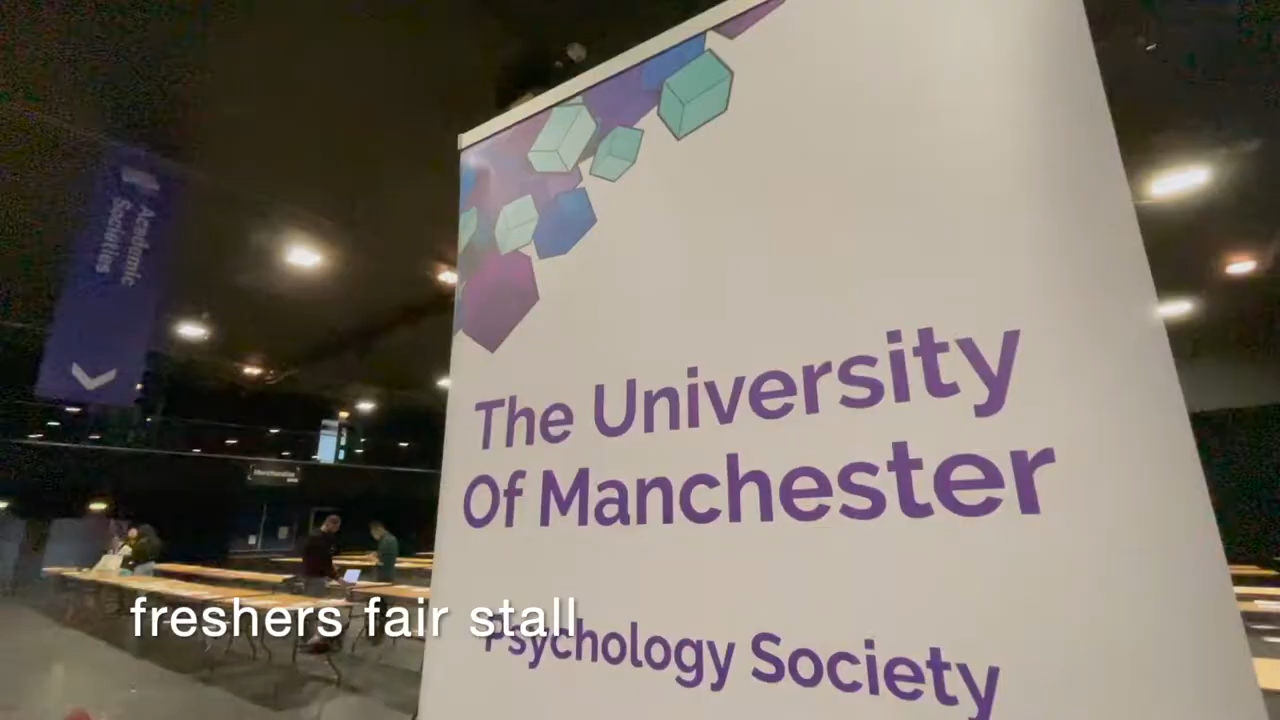 Academic
Societies
The University
Of Manchester
freshers fair stall
Psychology Society